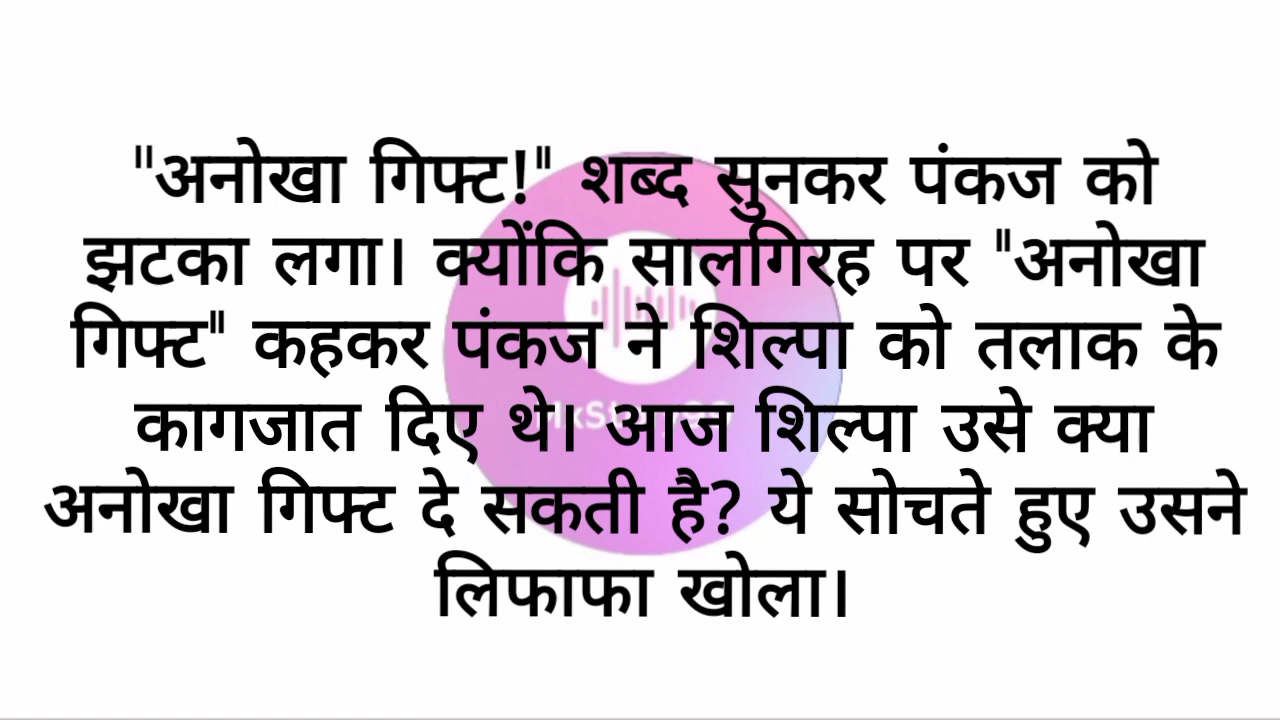 "अनोखा गिफ्ट!" शब्द सुनकर पंकज को
झटका लगा। क्योंकि सालगिरह पर "अनोखा
गिफ्ट" कहकर पंकज ने शिल्पा को तलाक के
कागजात दिए थे। आज शिल्पा उसे क्या
अनोखा गिफ्ट दे सकती है? ये सोचते हुए उसने
लिफाफा खोला।